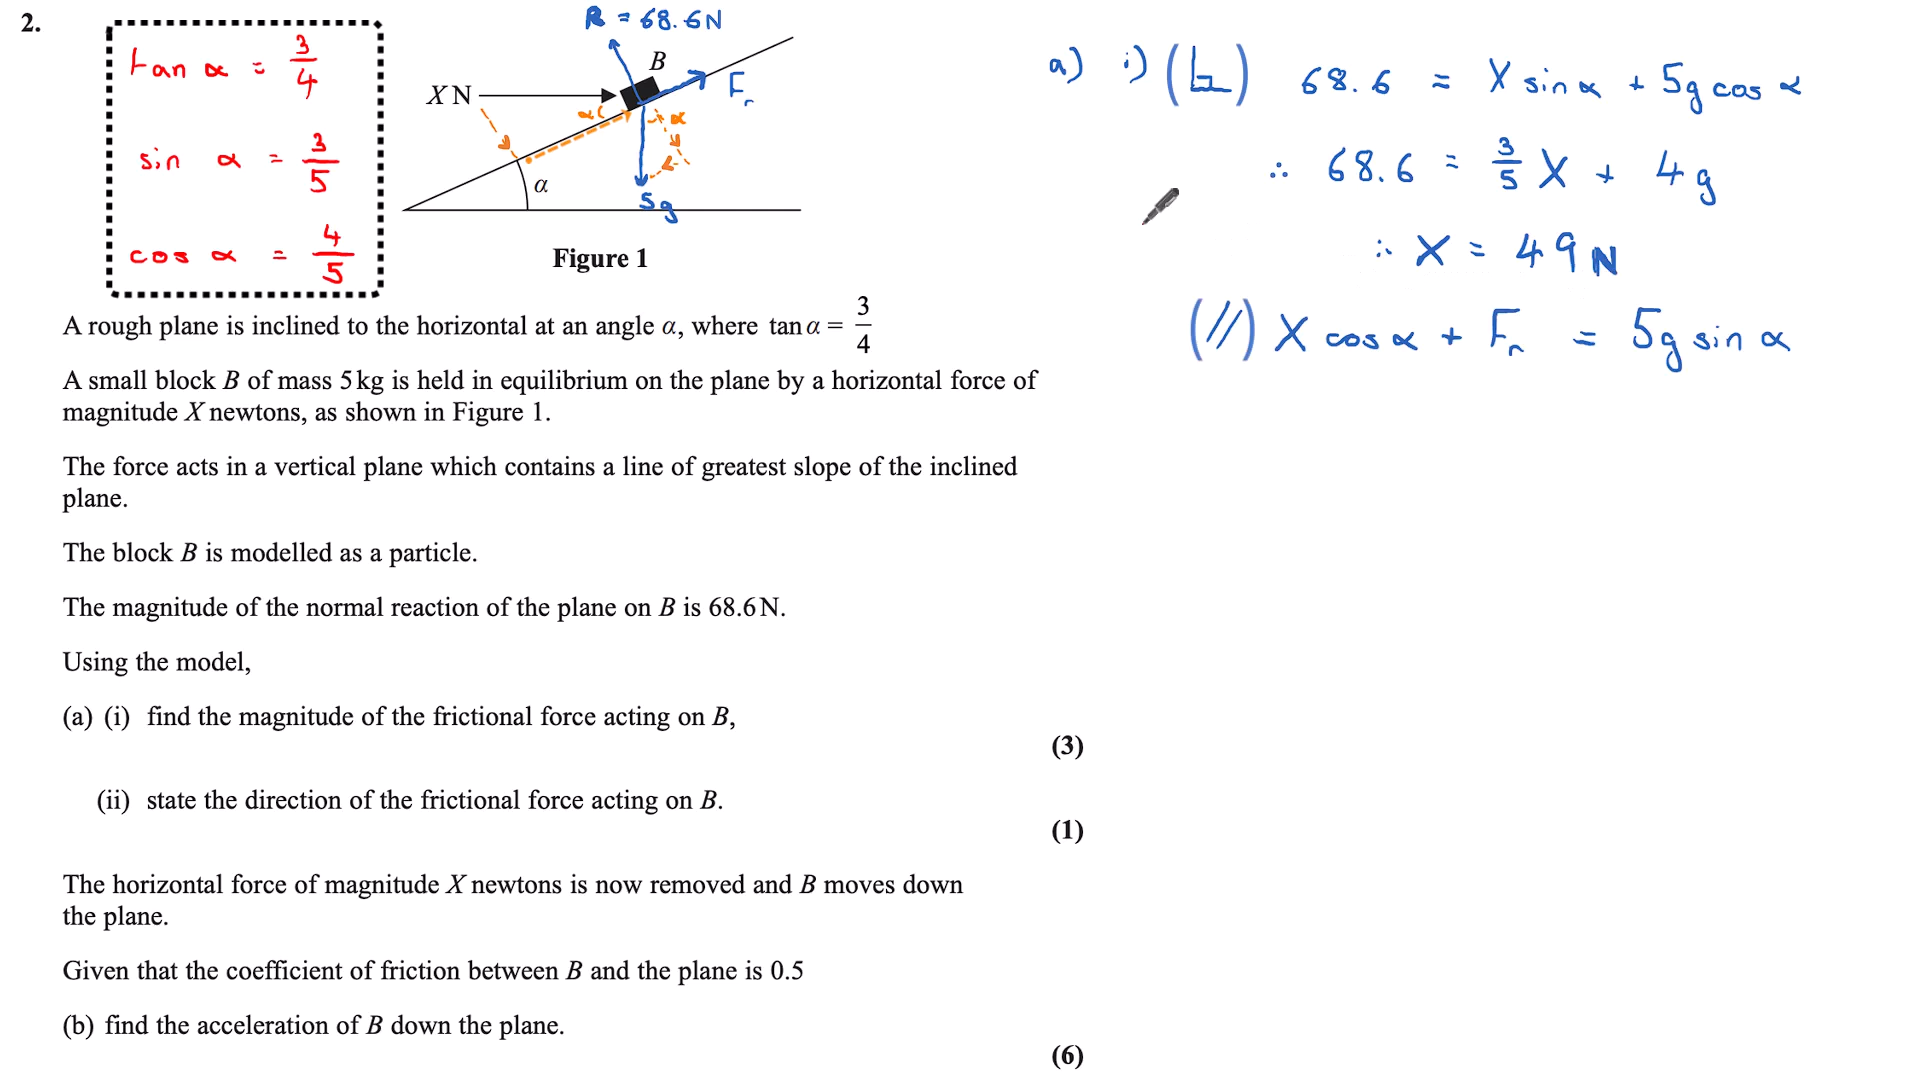 2.
tan α = 3/4
sin α = 3/5
cos α = 4/5
R = 68.6N
B
X N
Fr
α
α
α
5g
Figure 1
a) i) 68.6 = X sin α + 5g cos α
∴ 68.6 = 3/5 X + 4g
∴ X = 49N
(//) X cos α + Fr = 5g sin α
A rough plane is inclined to the horizontal at an angle α, where tan α = 3/4
A small block B of mass 5 kg is held in equilibrium on the plane by a horizontal force of
magnitude X newtons, as shown in Figure 1.
The force acts in a vertical plane which contains a line of greatest slope of the inclined
plane.
The block B is modelled as a particle.
The magnitude of the normal reaction of the plane on B is 68.6 N.
Using the model,
(a) (i) find the magnitude of the frictional force acting on B,
(3)
(ii) state the direction of the frictional force acting on B.
(1)
The horizontal force of magnitude X newtons is now removed and B moves down
the plane.
Given that the coefficient of friction between B and the plane is 0.5
(b) find the acceleration of B down the plane.
(6)